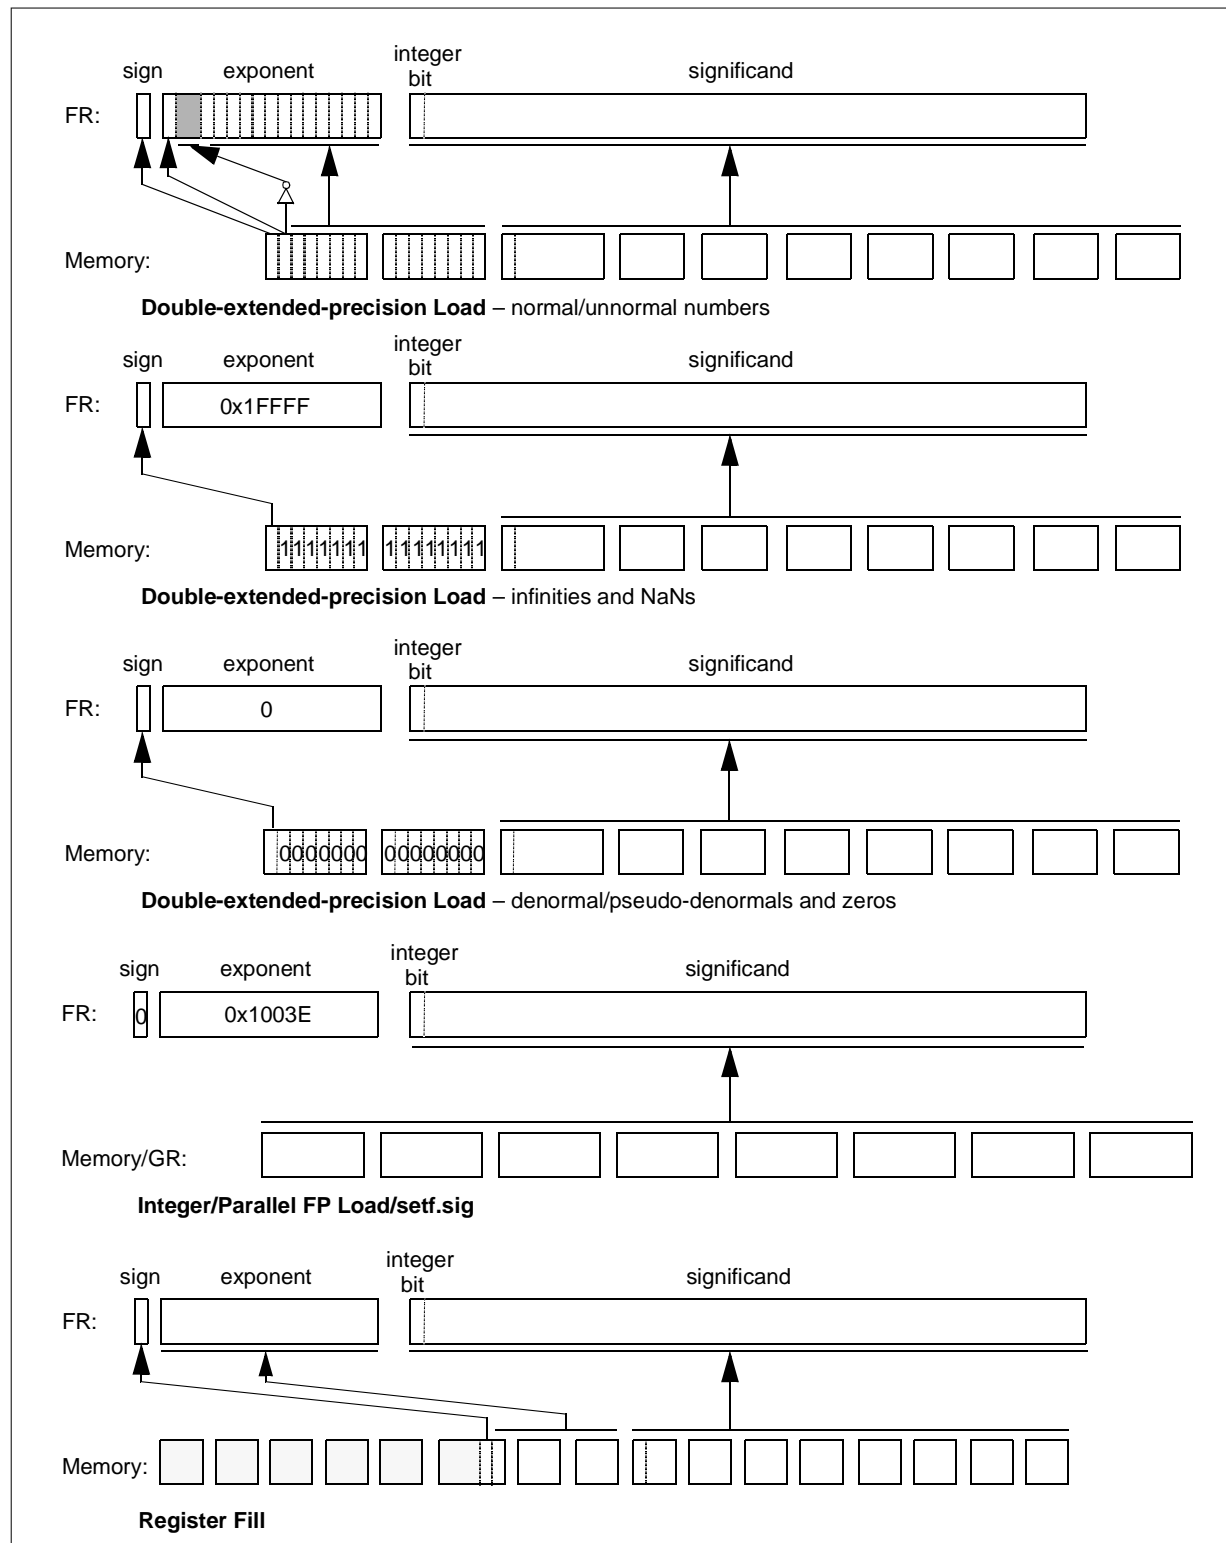 sign exponent integer bit significand
FR:
Memory:
Double-extended-precision Load – normal/unnormal numbers
sign exponent integer bit significand
FR: 0x1FFFF
Memory: 1111111 11111111
Double-extended-precision Load – infinities and NaNs
sign exponent integer bit significand
FR: 0
Memory: 0000000 00000000
Double-extended-precision Load – denormal/pseudo-denormals and zeros
sign exponent integer bit significand
FR: 0 0x1003E
Memory/GR:
Integer/Parallel FP Load/setf.sig
sign exponent integer bit significand
FR:
Memory:
Register Fill